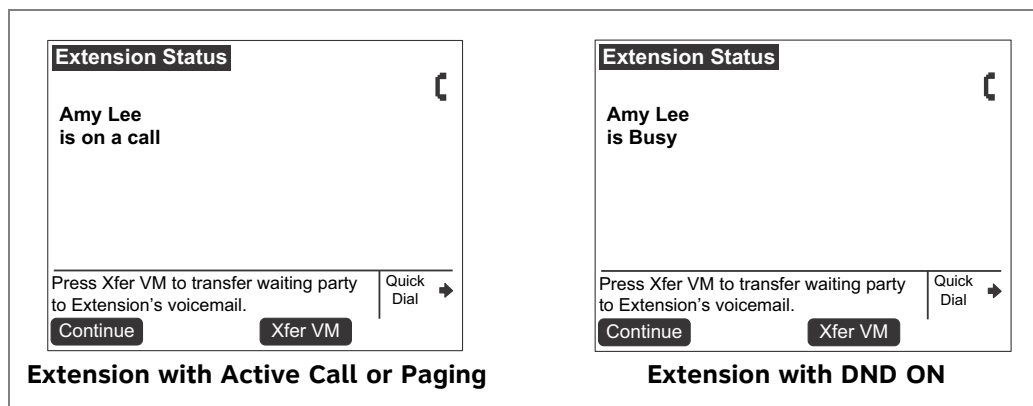 Extension Status
Amy Lee
is on a call
Press Xfer VM to transfer waiting party
to Extension's voicemail.
Quick
Dial
Continue
Xfer VM
Extension with Active Call or Paging
Extension Status
Amy Lee
is Busy
Press Xfer VM to transfer waiting party
to Extension's voicemail.
Quick
Dial
Continue
Xfer VM
Extension with DND ON